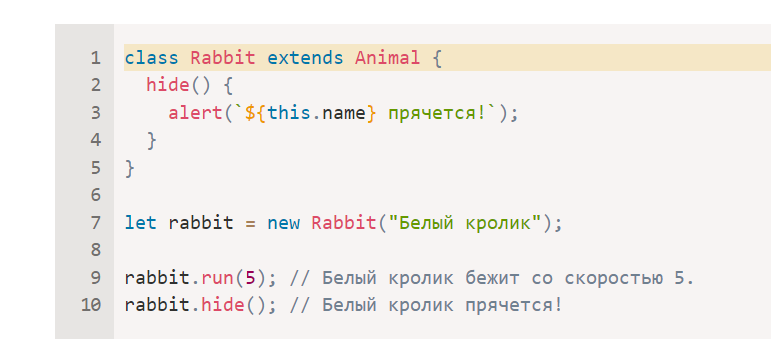 1 class Rabbit extends Animal {
2   hide() {
3     alert(`${this.name} прячется!`);
4   }
5 }
6
7 let rabbit = new Rabbit("Белый кролик");
8
9 rabbit.run(5); // Белый кролик бежит со скоростью 5.
10 rabbit.hide(); // Белый кролик прячется!